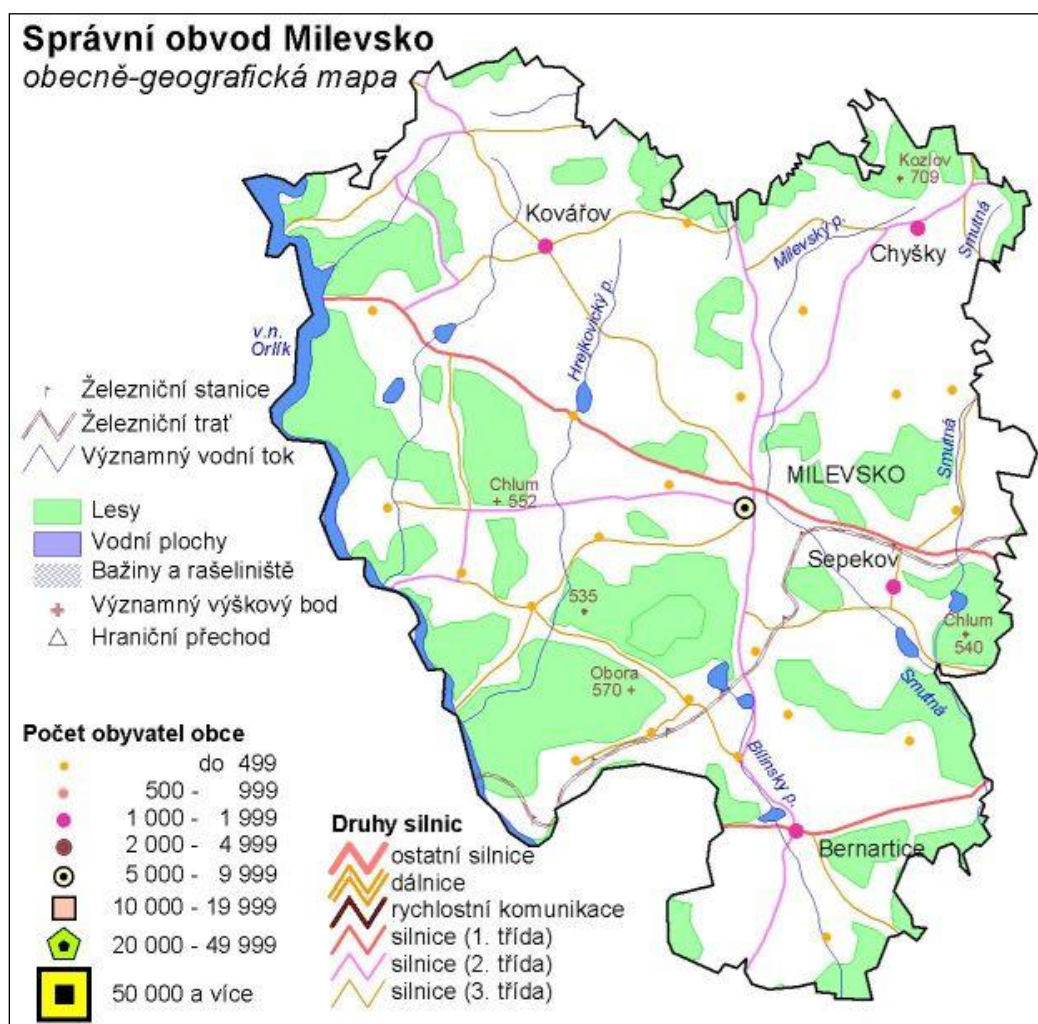 Správní obvod Milevsko
obecně-geografická mapa
Kozlov
+ 709
Kovářov
Milevský p.
Chyšky
Smutná
Hrejkovický p.
v.n.
Orlík
Železniční stanice
Železniční trať
Významný vodní tok
Smutná
Chlum
+ 552
MILEVSKO
Lesy
Vodní plochy
Bažiny a rašeliniště
Významný výškový bod
Hraniční přechod
Sepekov
535
Chlum
540
Obora
570 +
Smutná
Počet obyvatel obce
do 499
500 - 999
1 000 - 1 999
2 000 - 4 999
5 000 - 9 999
10 000 - 19 999
20 000 - 49 999
50 000 a více
Bílinský p.
Bernartice
Druhy silnic
ostatní silnice
dálnice
rychlostní komunikace
silnice (1. třída)
silnice (2. třída)
silnice (3. třída)